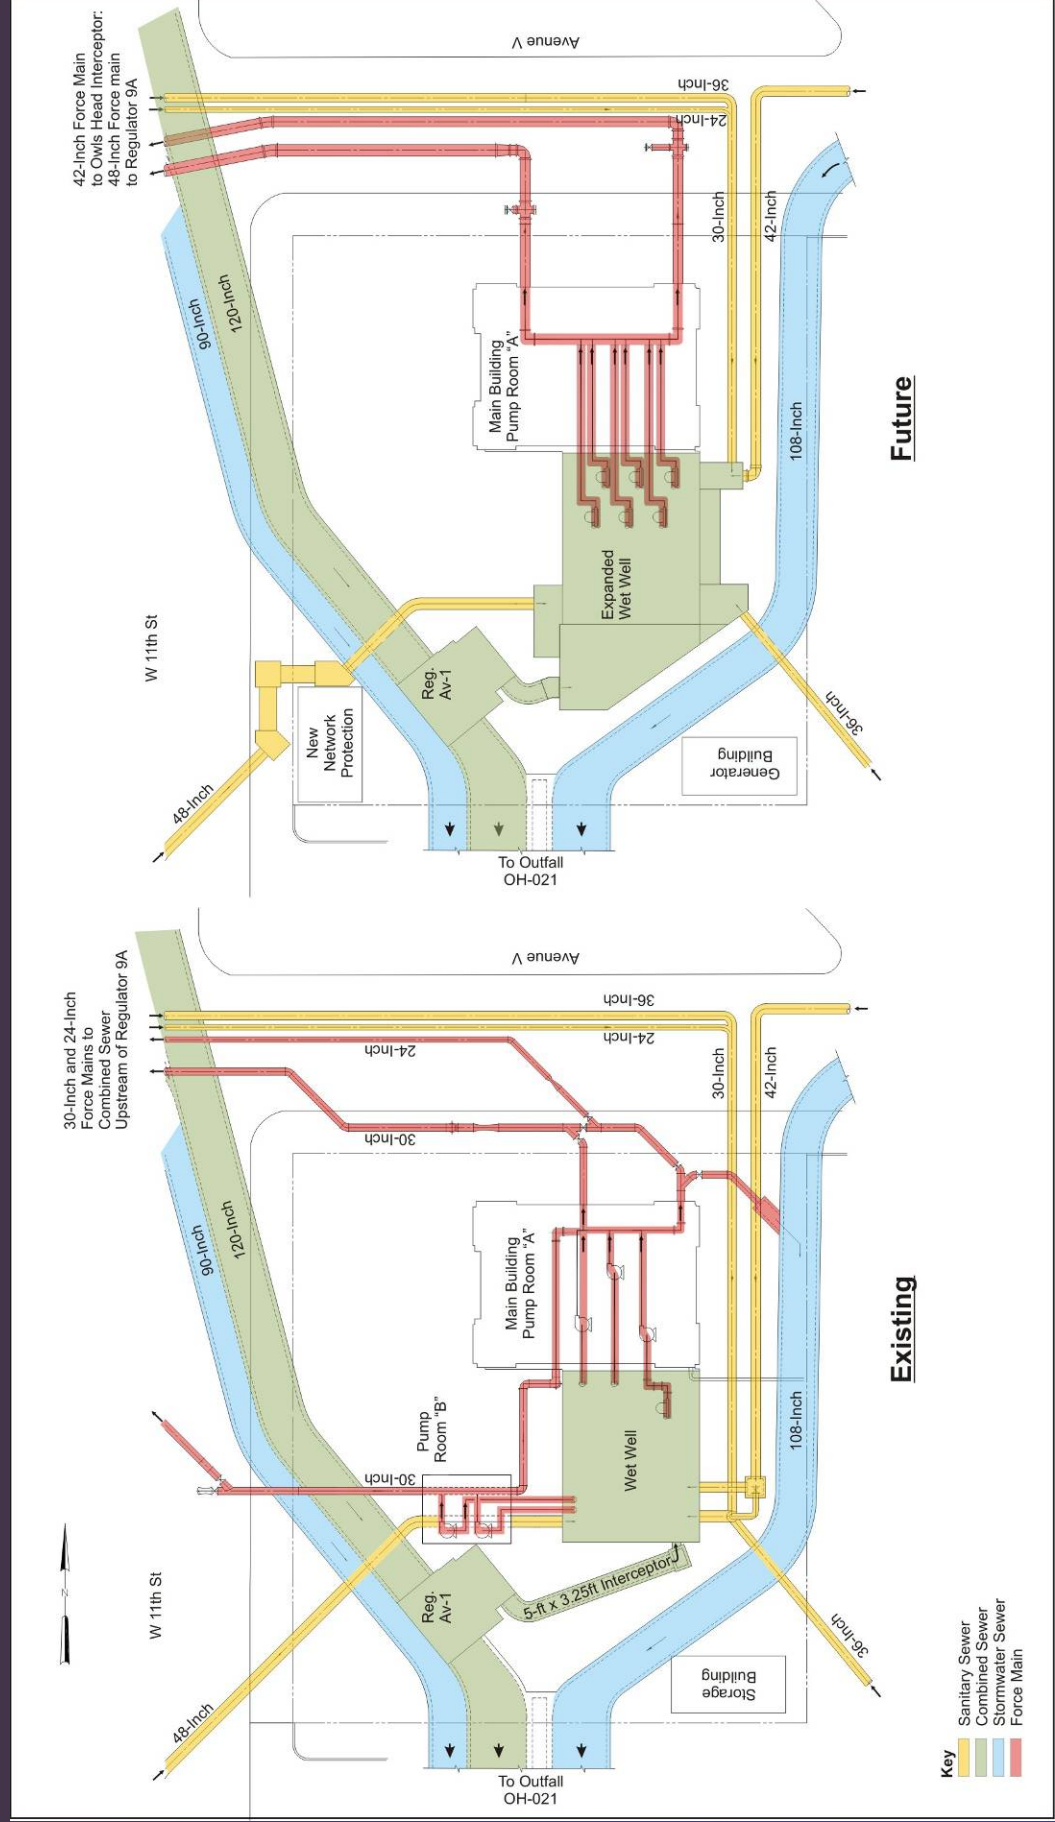 42-Inch Force Main
to Owls Head Interceptor:
48-Inch Force main
to Regulator 9A
Avenue V
36-Inch
24-Inch
30-Inch
42-Inch
90-Inch
120-Inch
Main Building
Pump Room "A"
108-Inch
Future
Expanded
Wet Well
W 11th St
Reg.
Av-1
New
Network
Protection
48-Inch
36-Inch
Generator
Building
To Outfall
OH-021
30-Inch and 24-Inch
Force Mains to
Combined Sewer
Upstream of Regulator 9A
Avenue V
36-Inch
24-Inch
24-Inch
30-Inch
42-Inch
30-Inch
90-Inch
120-Inch
Main Building
Pump Room "A"
Existing
Pump
Room "B"
30-Inch
Wet Well
108-Inch
N
W 11th St
Reg.
Av-1
5-ft x 3.25ft Interceptor
48-Inch
36-Inch
Storage
Building
To Outfall
OH-021
Key
Sanitary Sewer
Combined Sewer
Stormwater Sewer
Force Main